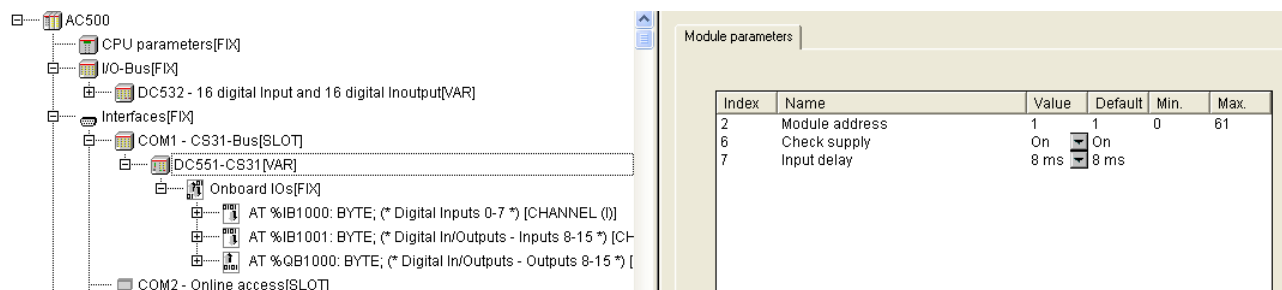 AC500
CPU parameters[FIX]
I/O-Bus[FIX]
DC532 - 16 digital Input and 16 digital Inoutput[VAR]
Interfaces[FIX]
COM1 - CS31-Bus[SLOT]
DC551-CS31[VAR]
Onboard IOs[FIX]
AT %IB1000: BYTE; (* Digital Inputs 0-7 *) [CHANNEL (I)]
AT %IB1001: BYTE; (* Digital In/Outputs - Inputs 8-15 *) [CH
AT %QB1000: BYTE; (* Digital In/Outputs - Outputs 8-15 *) [
COM2 - Online access[SLOT]
Module parameters
Index Name Value Default Min. Max.
2 Module address 1 1 0 61
6 Check supply On On
7 Input delay 8 ms 8 ms